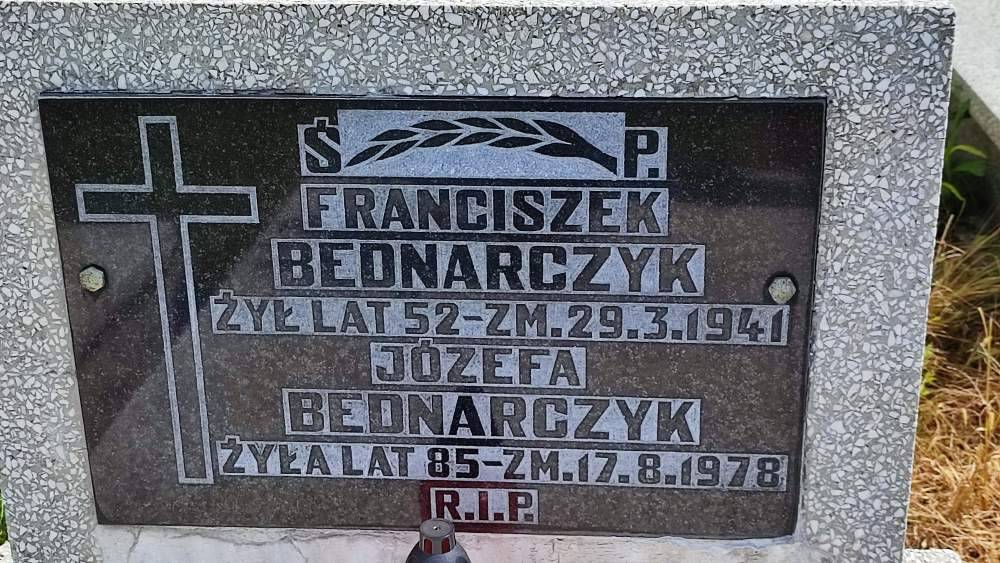 Ś.P.
FRANCISZEK
BEDNARCZYK
ŻYŁ LAT 52-ZM.29.3.1941
JÓZEFA
BEDNARCZYK
ŻYŁA LAT 85-ZM.17.8.1978
R.I.P.